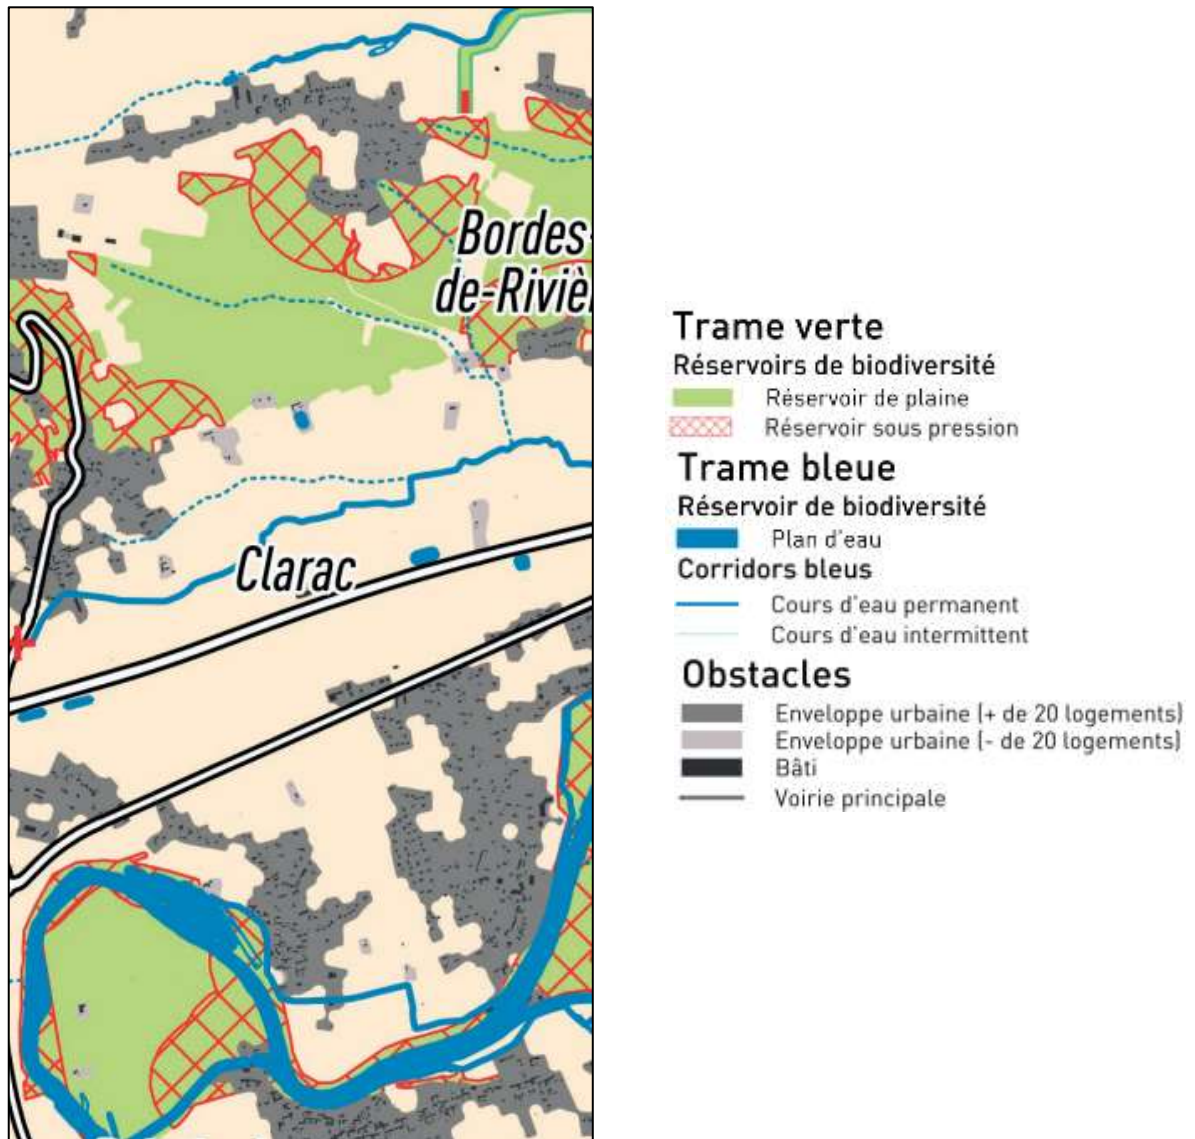 Bordes-
de-Riviè
Clarac
Trame verte
Réservoirs de biodiversité
Réservoir de plaine
Réservoir sous pression
Trame bleue
Réservoir de biodiversité
Plan d'eau
Corridors bleus
Cours d'eau permanent
Cours d'eau intermittent
Obstacles
Enveloppe urbaine (+ de 20 logements)
Enveloppe urbaine (- de 20 logements)
Bâti
Voirie principale